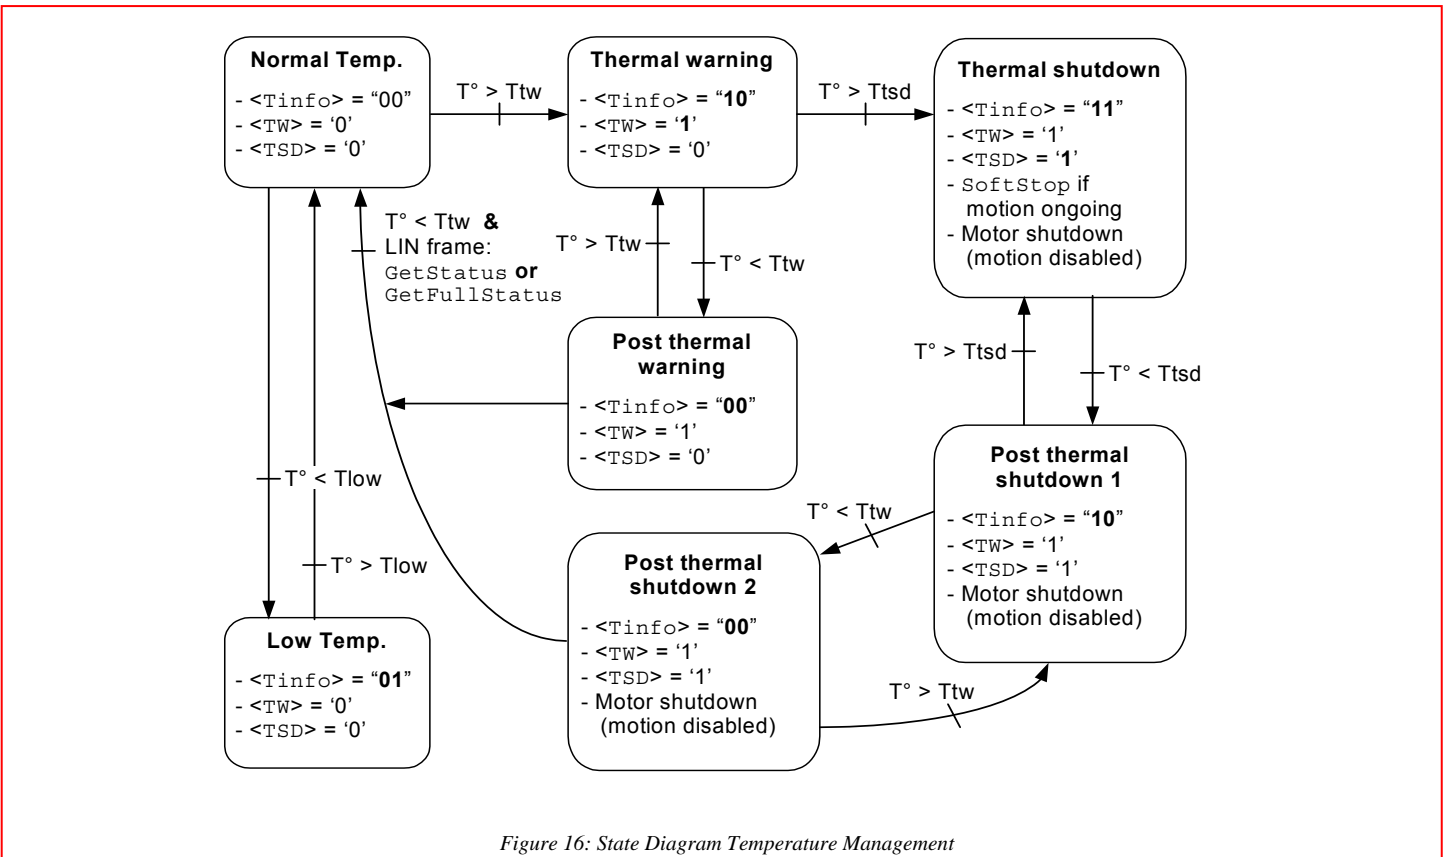 Normal Temp.
- <Tinfo> = “00”
- <TW> = ‘0’
- <TSD> = ‘0’
T° > Ttw
Thermal warning
- <Tinfo> = “10”
- <TW> = ‘1’
- <TSD> = ‘0’
T° > Ttsd
Thermal shutdown
- <Tinfo> = “11”
- <TW> = ‘1’
- <TSD> = ‘1’
- SoftStop if
motion ongoing
- Motor shutdown
(motion disabled)
T° < Ttw &
LIN frame:
GetStatus or
GetFullStatus
T° > Ttw
T° < Ttw
Post thermal
warning
- <Tinfo> = “00”
- <TW> = ‘1’
- <TSD> = ‘0’
T° > Ttsd
T° < Ttsd
Post thermal
shutdown 1
- <Tinfo> = “10”
- <TW> = ‘1’
- <TSD> = ‘1’
- Motor shutdown
(motion disabled)
T° < Tlow
T° > Tlow
T° < Ttw
Post thermal
shutdown 2
- <Tinfo> = “00”
- <TW> = ‘1’
- <TSD> = ‘1’
- Motor shutdown
(motion disabled)
T° > Ttw
Low Temp.
- <Tinfo> = “01”
- <TW> = ‘0’
- <TSD> = ‘0’
Figure 16: State Diagram Temperature Management